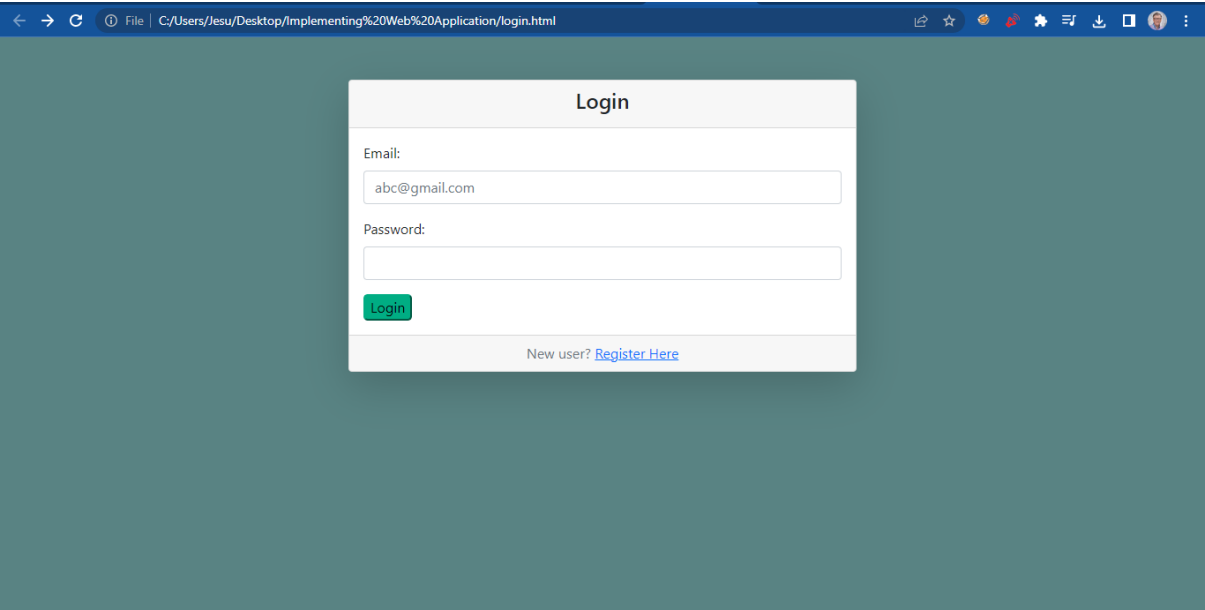 File C:/Users/Jesu/Desktop/Implementing%20Web%20Application/login.html
Login
Email:
abc@gmail.com
Password:
Login
New user? Register Here